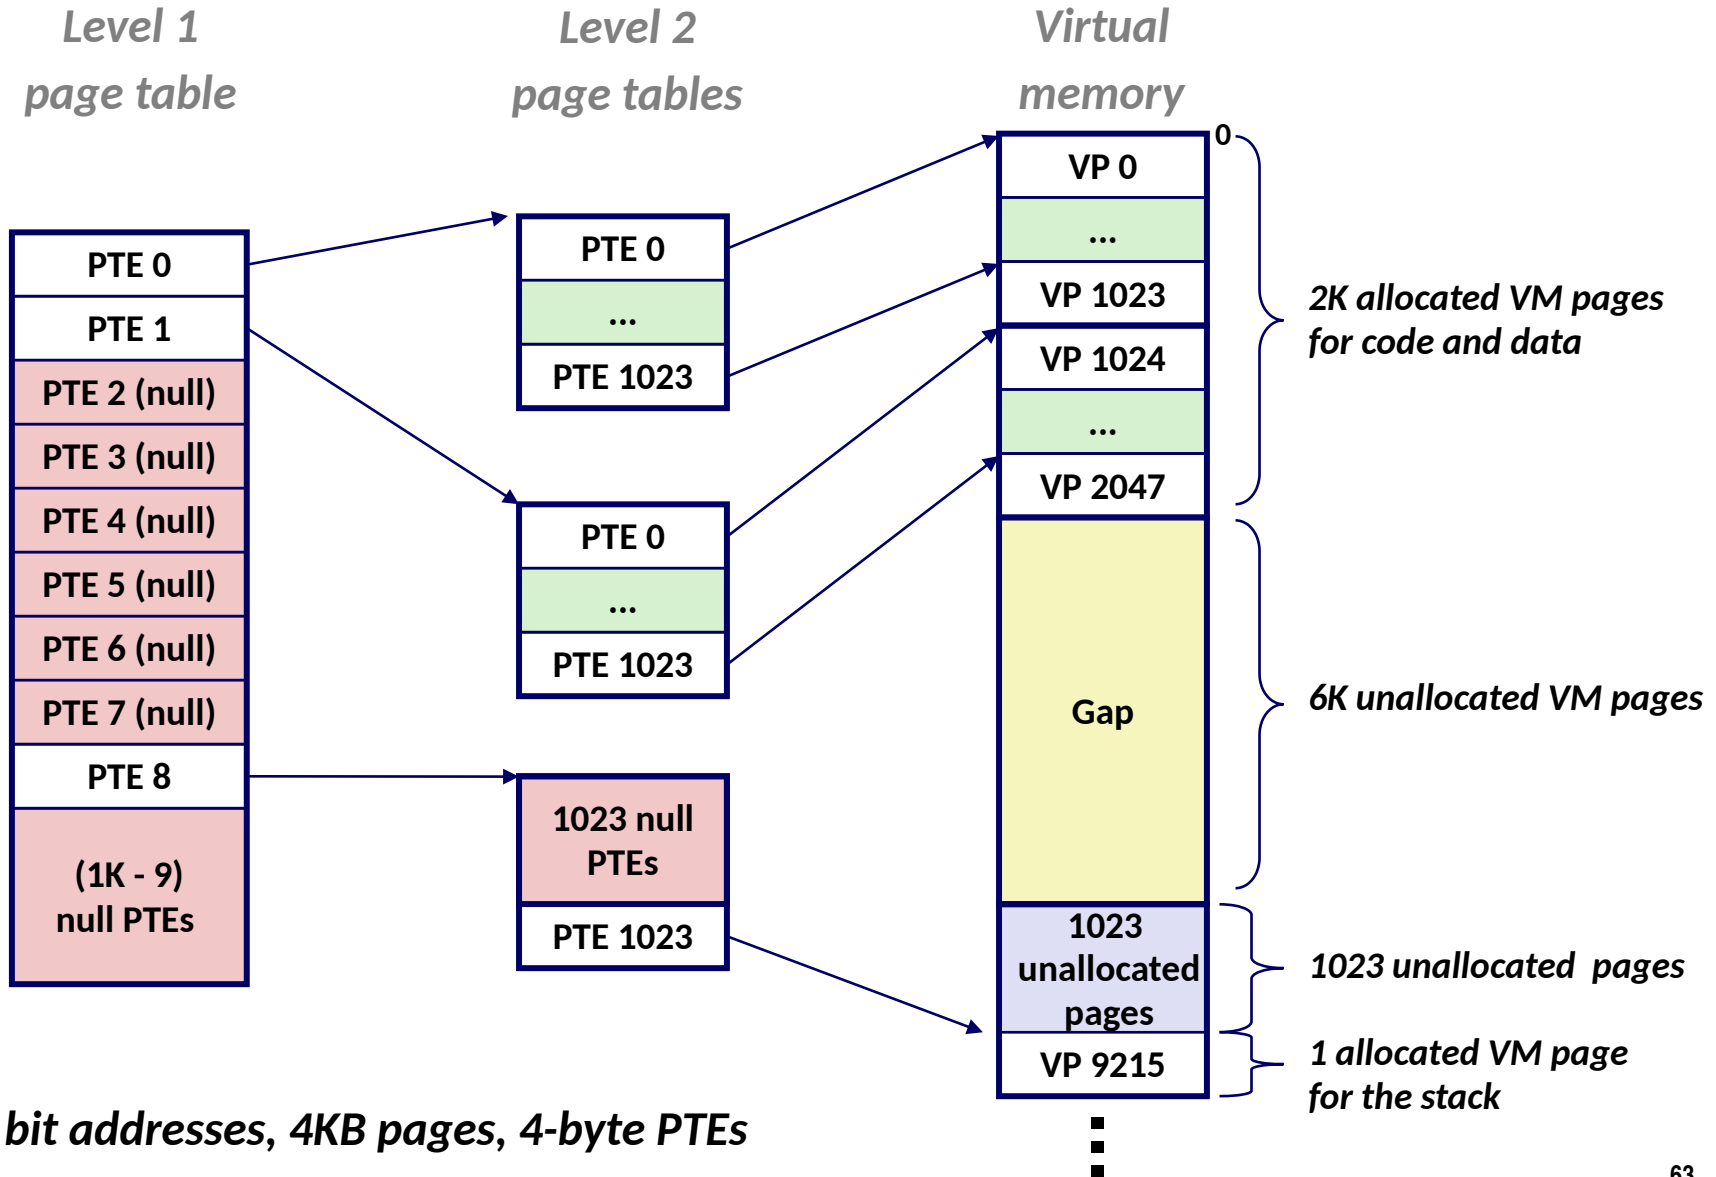 Level 1
page table
Level 2
page tables
Virtual
memory
0
PTE 0
PTE 1
PTE 2 (null)
PTE 3 (null)
PTE 4 (null)
PTE 5 (null)
PTE 6 (null)
PTE 7 (null)
PTE 8
(1K - 9)
null PTEs
PTE 0
...
PTE 1023
PTE 0
...
PTE 1023
1023 null
PTEs
PTE 1023
VP 0
...
VP 1023
VP 1024
...
VP 2047
Gap
1023
unallocated
pages
VP 9215
2K allocated VM pages
for code and data
6K unallocated VM pages
1023 unallocated pages
1 allocated VM page
for the stack
bit addresses, 4KB pages, 4-byte PTEs
63